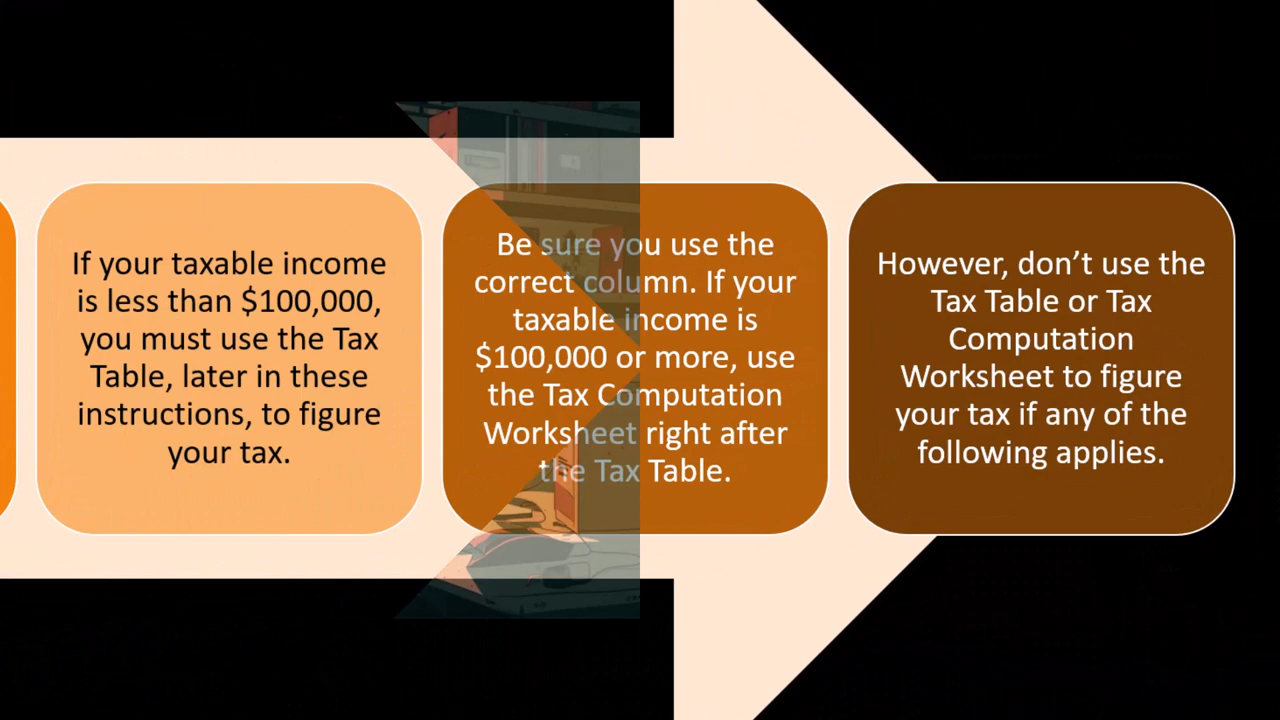 If your taxable income
is less than $100,000,
you must use the Tax
Table, later in these
instructions, to figure
your tax.
Be sure you use the
correct column. If your
taxable income is
$100,000 or more, use
the Tax Computation
Worksheet right after
the Tax Table.
However, don’t use the
Tax Table or Tax
Computation
Worksheet to figure
your tax if any of the
following applies.